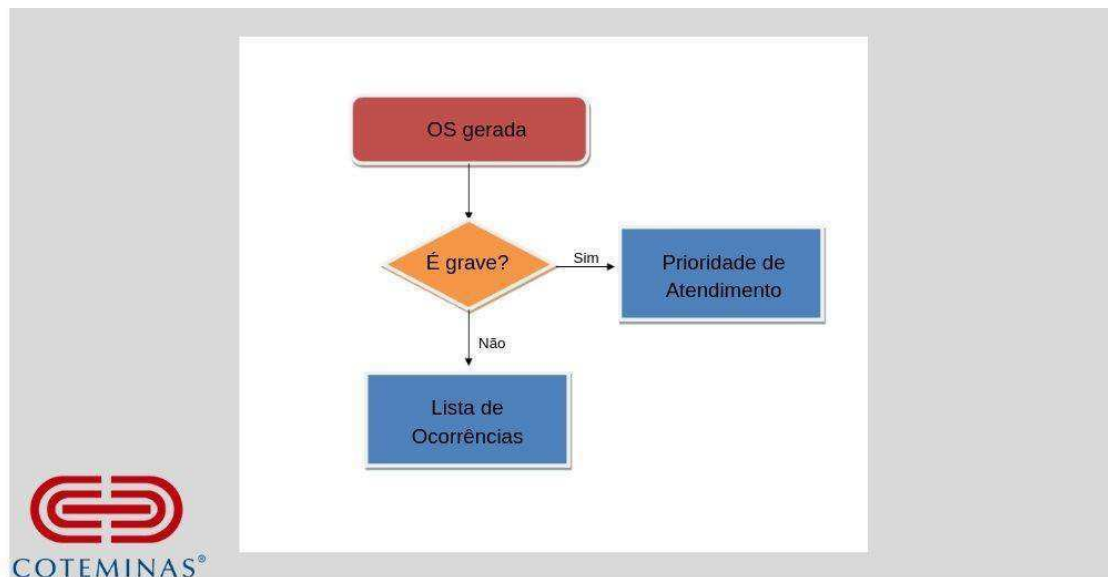 OS gerada
É grave?
Sim
Prioridade de
Atendimento
Não
Lista de
Ocorrências
COTEMINAS®